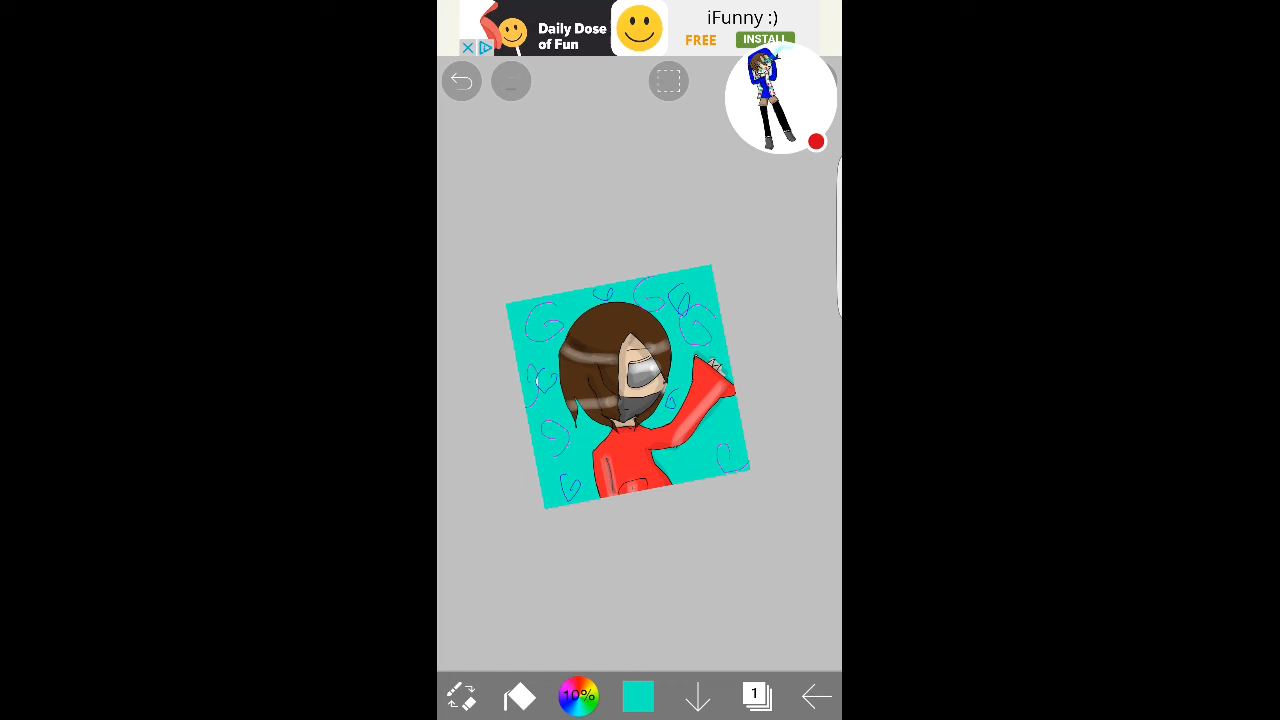 Daily Dose
of Fun
iFunny :)
FREE
INSTALL
10%
1